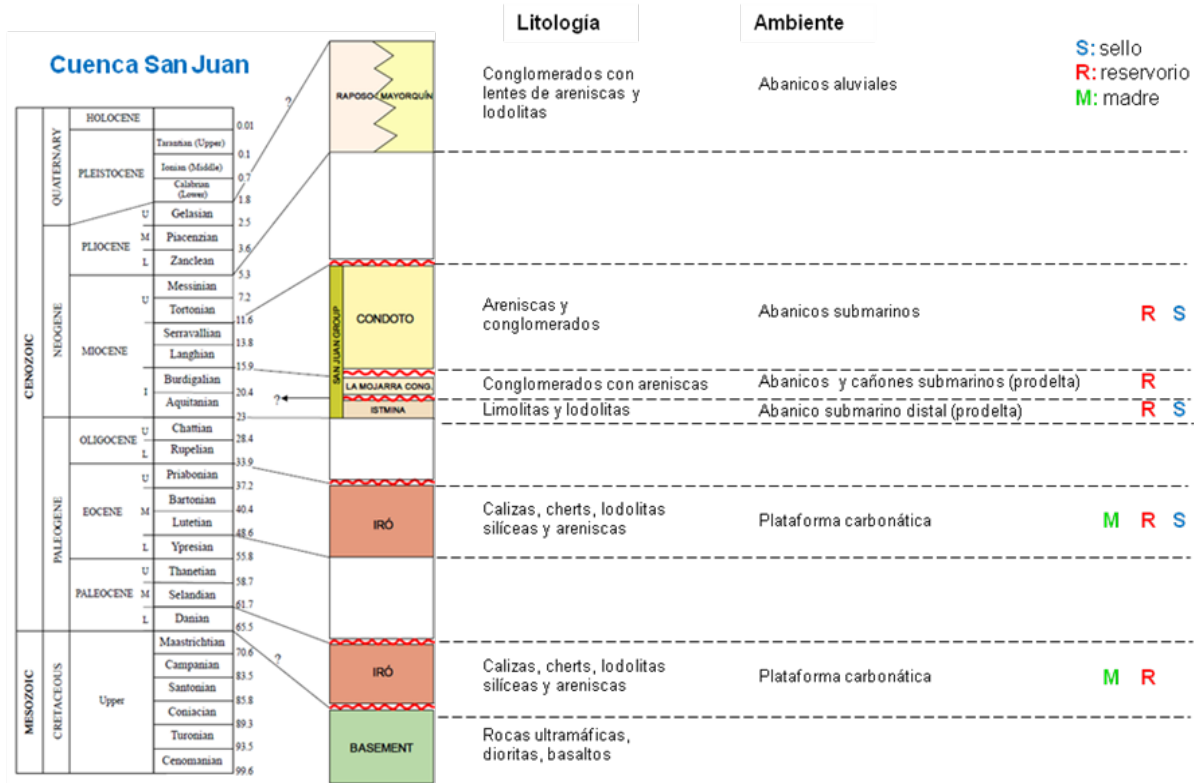 Litología
Ambiente
Cuenca San Juan
S: sello
R: reservorio
M: madre
CENOZOIC
MESOZOIC
QUATERNARY
NEOGENE
PALEOGENE
CRETACEOUS
HOLOCENE
0.01
PLEISTOCENE
Tarantian (Upper)
0.1
Ionian (Middle)
0.7
Calabrian
(Lower)
1.8
U
Gelasian
2.5
PLIOCENE
M
Piacenzian
3.6
L
Zanclean
5.3
MIOCENE
U
Messinian
7.2
Tortonian
11.6
Serravallian
13.8
Langhian
15.9
I
Burdigalian
20.4
Aquitanian
23
OLIGOCENE
U
Chattian
28.4
L
Rupelian
33.9
EOCENE
U
Priabonian
37.2
Bartonian
40.4
M
Lutetian
48.6
L
Ypresian
55.8
PALEOCENE
U
Thanetian
58.7
M
Selandian
61.7
L
Danian
65.5
Upper
Maastrichtian
70.6
Campanian
83.5
Santonian
85.8
Coniacian
89.3
Turonian
93.5
Cenomanian
99.6
?
?
?
RAPOSO
MAYORQUÍN
Conglomerados con
lentes de areniscas y
lodolitas
Abanicos aluviales
SAN JUAN GROUP
CONDOTO
Areniscas y
conglomerados
Abanicos submarinos
R S
LA MOJARRA CONG.
Conglomerados con areniscas
Abanicos y cañones submarinos (prodelta)
R
ISTMINA
Limolitas y lodolitas
Abanico submarino distal (prodelta)
R S
IRÓ
Calizas, cherts, lodolitas
silíceas y areniscas
Plataforma carbonática
M R S
IRÓ
Calizas, cherts, lodolitas
silíceas y areniscas
Plataforma carbonática
M R
BASEMENT
Rocas ultramáficas,
dioritas, basaltos